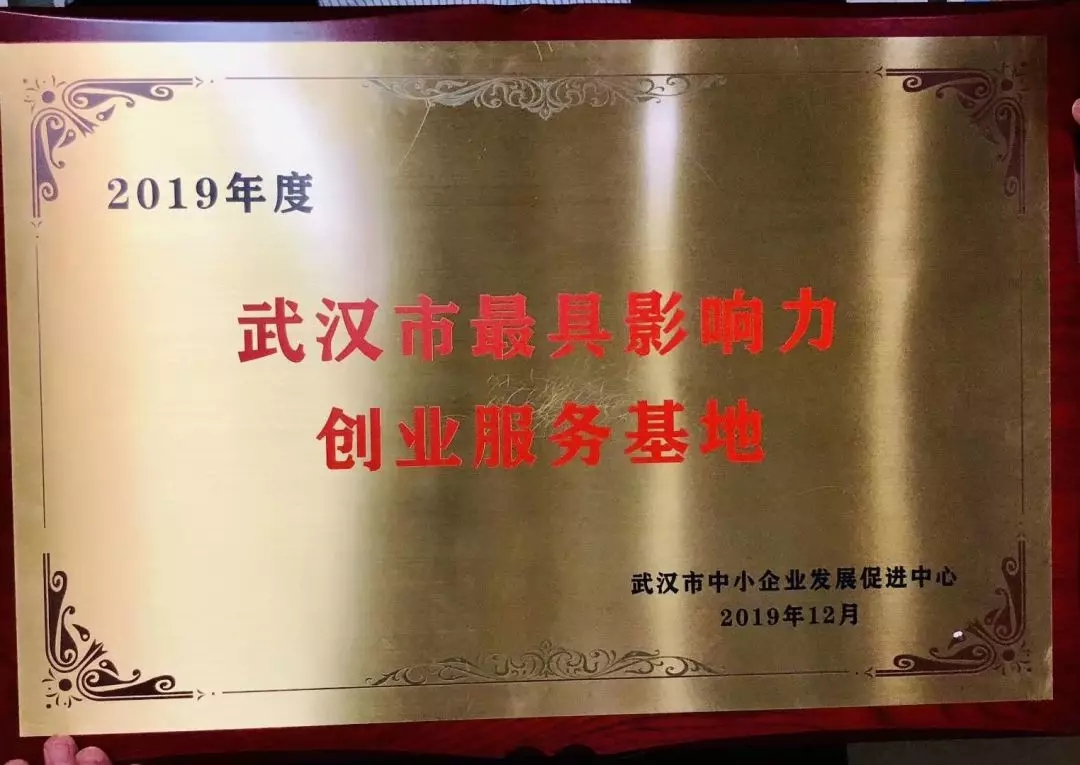 2019年度
武汉市最具影响力
创业服务基地
武汉市中小企业发展促进中心
2019年12月